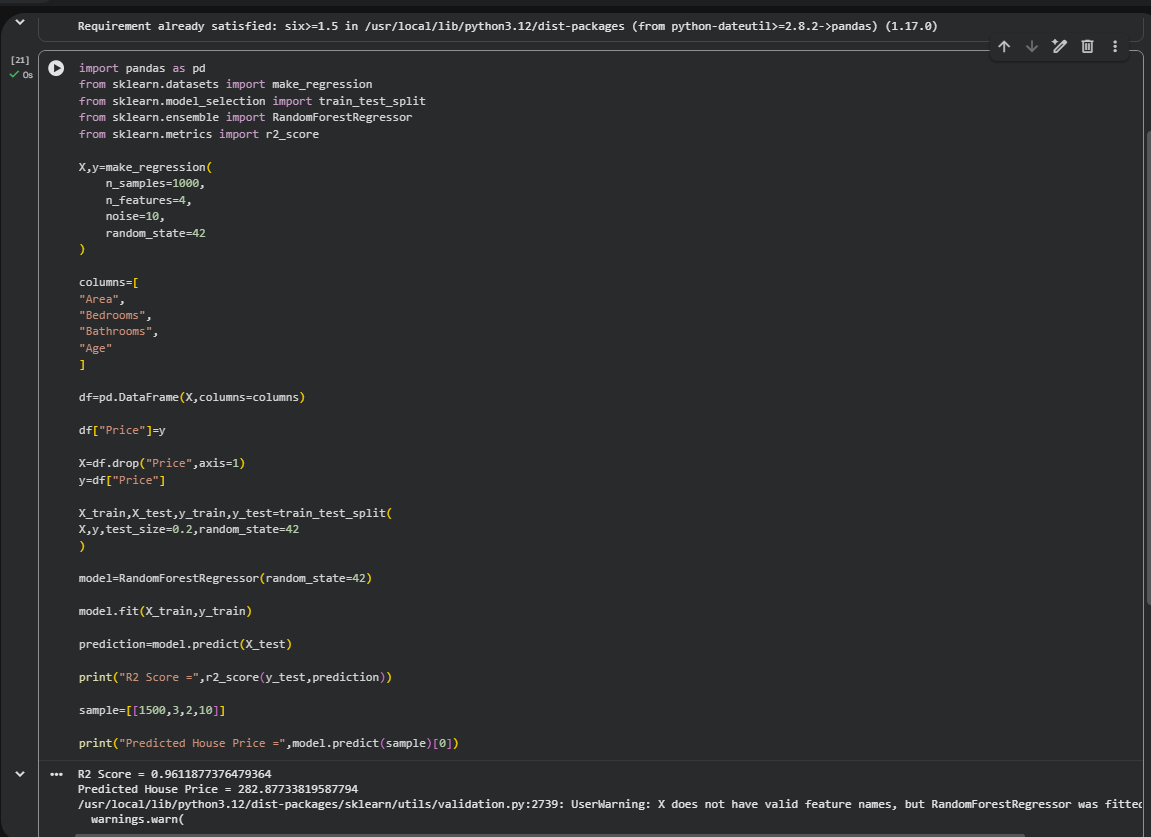 Requirement already satisfied: six>=1.5 in /usr/local/lib/python3.12/dist-packages (from python-dateutil>=2.8.2->pandas) (1.17.0)
[21]
0s
import pandas as pd
from sklearn.datasets import make_regression
from sklearn.model_selection import train_test_split
from sklearn.ensemble import RandomForestRegressor
from sklearn.metrics import r2_score

X,y=make_regression(
    n_samples=1000,
    n_features=4,
    noise=10,
    random_state=42
)

columns=[
"Area",
"Bedrooms",
"Bathrooms",
"Age"
]

df=pd.DataFrame(X,columns=columns)

df["Price"]=y

X=df.drop("Price",axis=1)
y=df["Price"]

X_train,X_test,y_train,y_test=train_test_split(
X,y,test_size=0.2,random_state=42
)

model=RandomForestRegressor(random_state=42)

model.fit(X_train,y_train)

prediction=model.predict(X_test)

print("R2 Score =",r2_score(y_test,prediction))

sample=[[1500,3,2,10]]

print("Predicted House Price =",model.predict(sample)[0])
R2 Score = 0.9611877376479364
Predicted House Price = 282.87733819587794
/usr/local/lib/python3.12/dist-packages/sklearn/utils/validation.py:2739: UserWarning: X does not have valid feature names, but RandomForestRegressor was fitted
  warnings.warn(